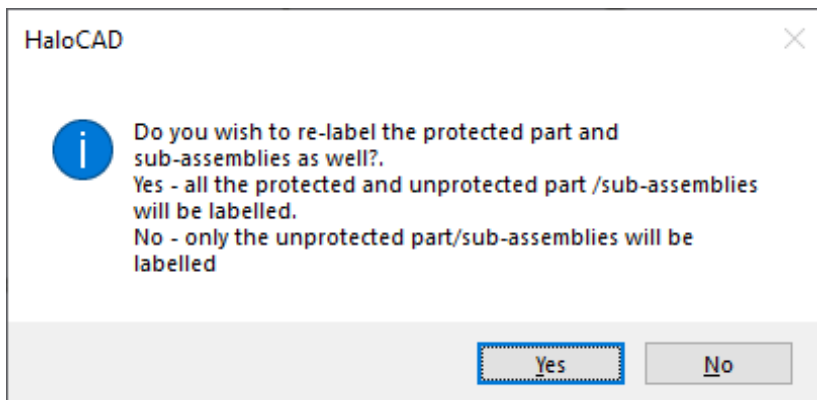 HaloCAD
Do you wish to re-label the protected part and
sub-assemblies as well?.
Yes - all the protected and unprotected part /sub-assemblies
will be labelled.
No - only the unprotected part/sub-assemblies will be
labelled
Yes
No